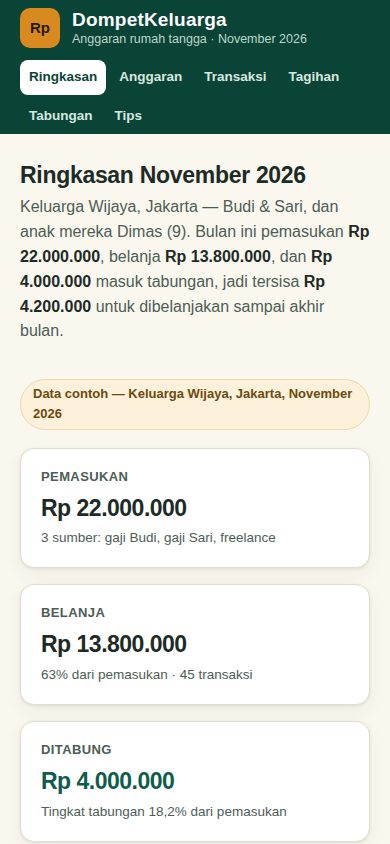 Rp
DompetKeluarga
Anggaran rumah tangga · November 2026
Ringkasan Anggaran Transaksi Tagihan
Tabungan Tips
Ringkasan November 2026
Keluarga Wijaya, Jakarta — Budi & Sari, dan
anak mereka Dimas (9). Bulan ini pemasukan Rp
22.000.000, belanja Rp 13.800.000, dan Rp
4.000.000 masuk tabungan, jadi tersisa Rp
4.200.000 untuk dibelanjakan sampai akhir
bulan.
Data contoh — Keluarga Wijaya, Jakarta, November
2026
PEMASUKAN
Rp 22.000.000
3 sumber: gaji Budi, gaji Sari, freelance
BELANJA
Rp 13.800.000
63% dari pemasukan · 45 transaksi
DITABUNG
Rp 4.000.000
Tingkat tabungan 18,2% dari pemasukan